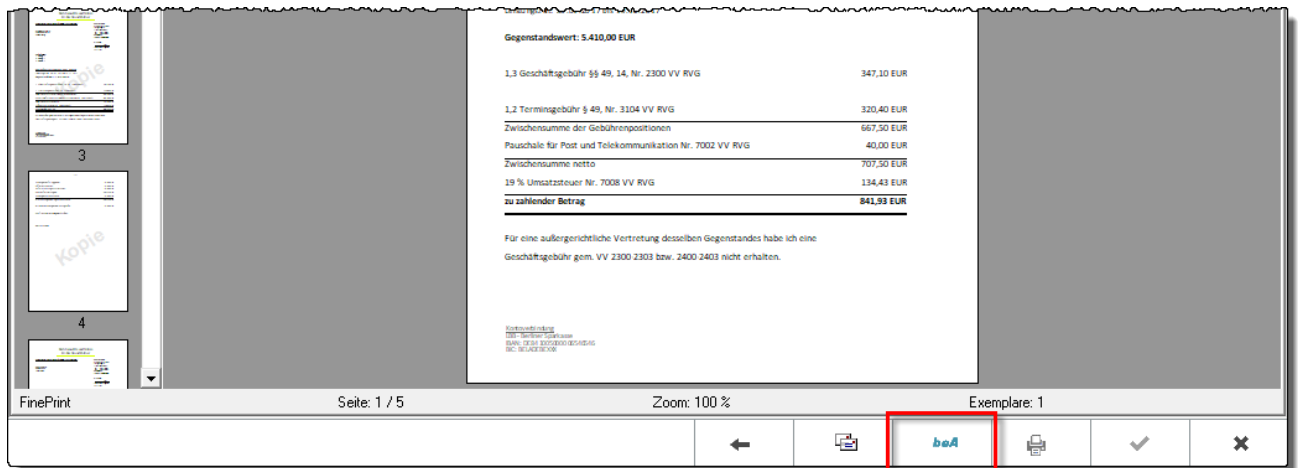 Kopie
3
Kopie
4
Gegenstandswert: 5.410,00 EUR
1,3 Geschäftsgebühr §§ 49, 14, Nr. 2300 VV RVG 347,10 EUR
1,2 Terminsgebühr § 49, Nr. 3104 VV RVG 320,40 EUR
Zwischensumme der Gebührenpositionen 667,50 EUR
Pauschale für Post und Telekommunikation Nr. 7002 VV RVG 40,00 EUR
Zwischensumme netto 707,50 EUR
19 % Umsatzsteuer Nr. 7008 VV RVG 134,43 EUR
zu zahlender Betrag 841,93 EUR
Für eine außergerichtliche Vertretung desselben Gegenstandes habe ich eine
Geschäftsgebühr gem. VV 2300 2303 bzw. 2400 2403 nicht erhalten.
Kontoverbindung
Berliner Sparkasse
FinePrint Seite: 1 / 5 Zoom: 100 % Exemplare: 1
beA